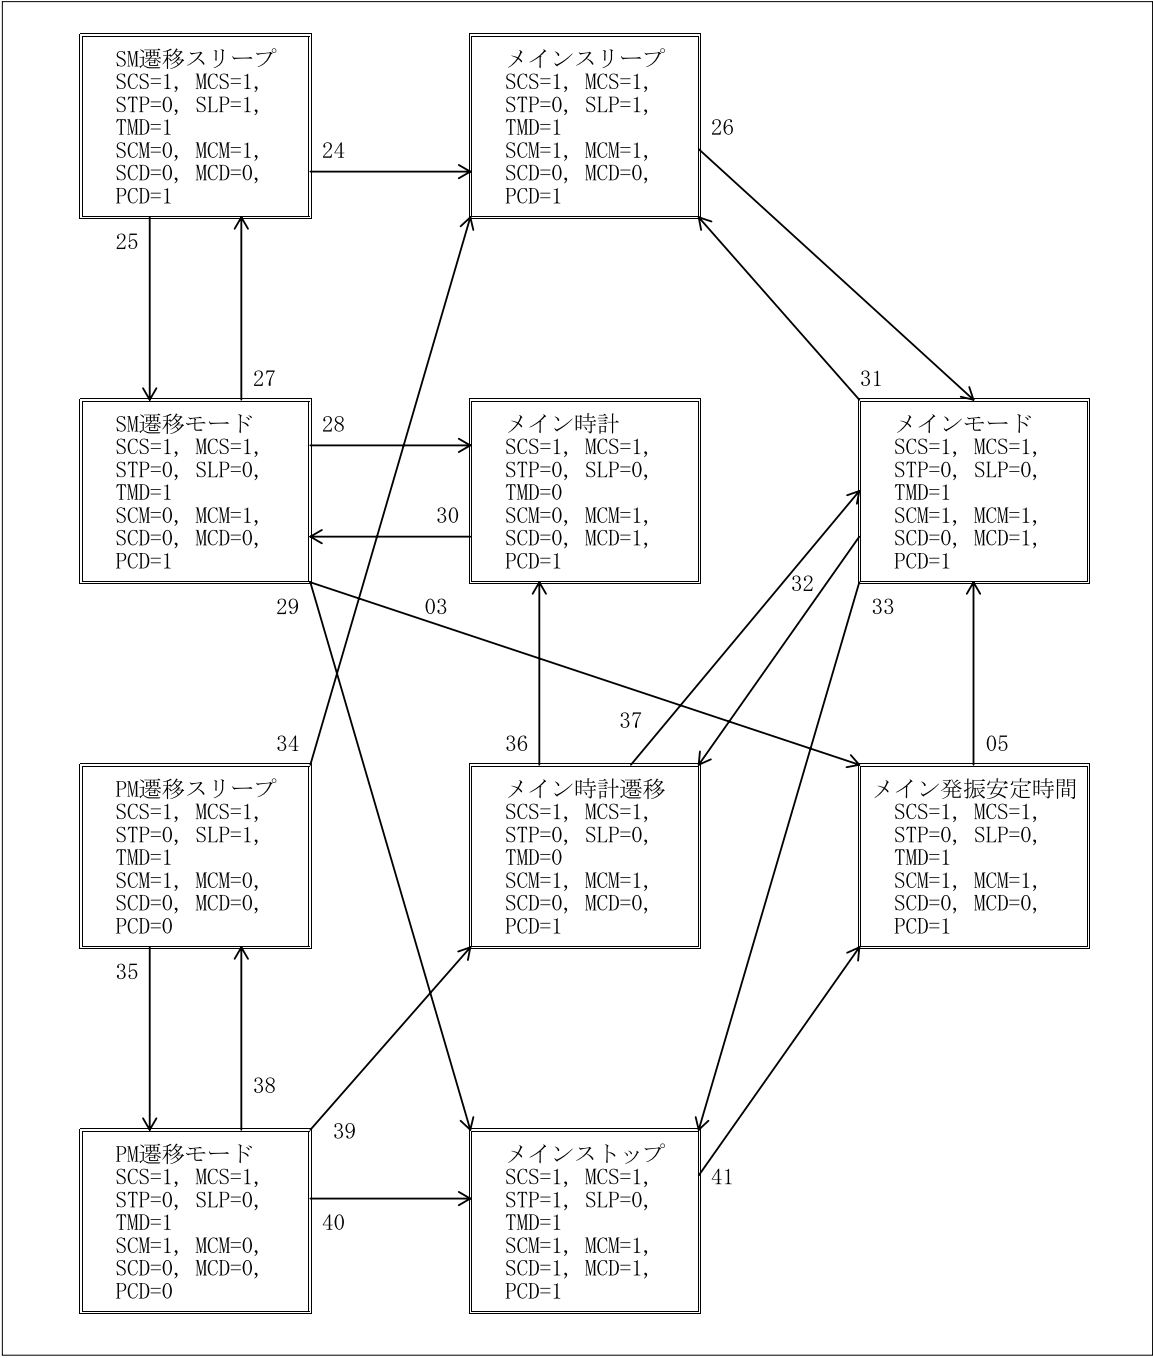 SM遷移スリープ
SCS=1, MCS=1,
STP=0, SLP=1,
TMD=1
SCM=0, MCM=1,
SCD=0, MCD=0,
PCD=1
メインスリープ
SCS=1, MCS=1,
STP=0, SLP=1,
TMD=1
SCM=1, MCM=1,
SCD=0, MCD=0,
PCD=1
24
26
25
27
31
SM遷移モード
SCS=1, MCS=1,
STP=0, SLP=0,
TMD=1
SCM=0, MCM=1,
SCD=0, MCD=0,
PCD=1
28
30
メイン時計
SCS=1, MCS=1,
STP=0, SLP=0,
TMD=0
SCM=0, MCM=1,
SCD=0, MCD=1,
PCD=1
メインモード
SCS=1, MCS=1,
STP=0, SLP=0,
TMD=1
SCM=1, MCM=1,
SCD=0, MCD=1,
PCD=1
29
03
32
33
34
36
37
05
PM遷移スリープ
SCS=1, MCS=1,
STP=0, SLP=1,
TMD=1
SCM=1, MCM=0,
SCD=0, MCD=0,
PCD=0
メイン時計遷移
SCS=1, MCS=1,
STP=0, SLP=0,
TMD=0
SCM=1, MCM=1,
SCD=0, MCD=0,
PCD=1
メイン発振安定時間
SCS=1, MCS=1,
STP=0, SLP=0,
TMD=1
SCM=1, MCM=1,
SCD=0, MCD=0,
PCD=1
35
38
39
PM遷移モード
SCS=1, MCS=1,
STP=0, SLP=0,
TMD=1
SCM=1, MCM=0,
SCD=0, MCD=0,
PCD=0
40
メインストップ
SCS=1, MCS=1,
STP=1, SLP=0,
TMD=1
SCM=1, MCM=1,
SCD=1, MCD=1,
PCD=1
41